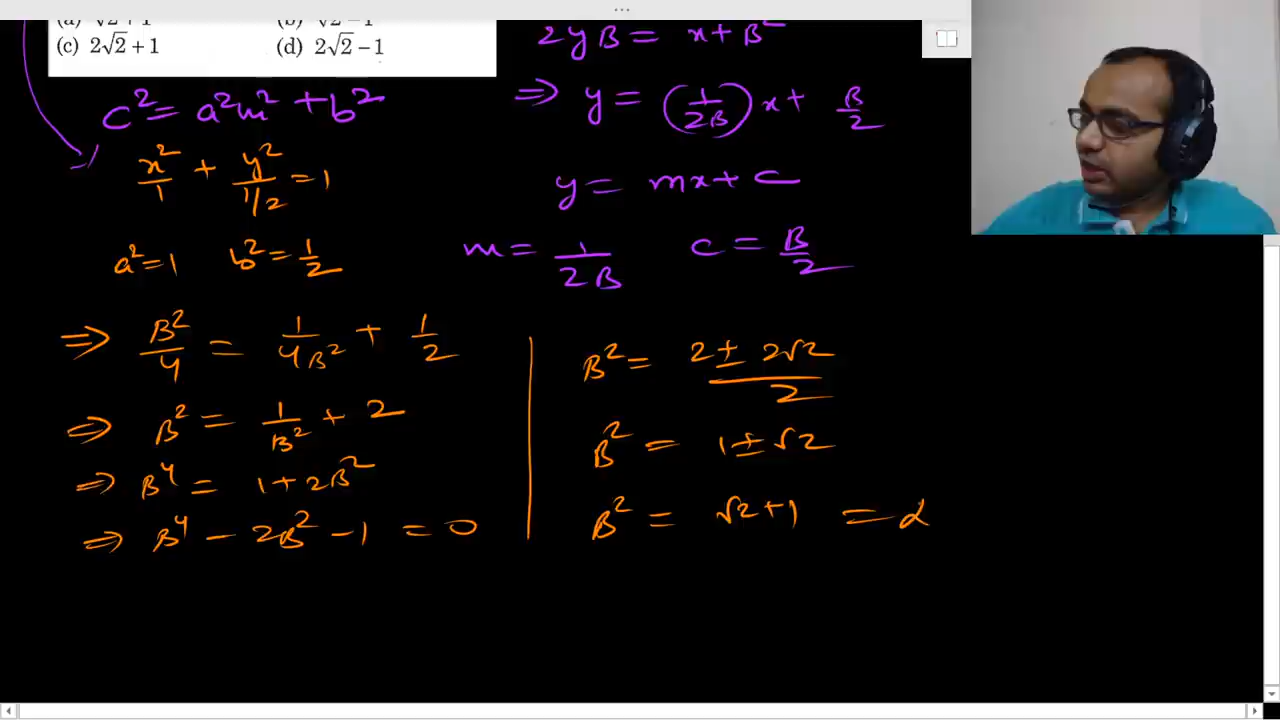 (c) 2√2 + 1 (d) 2√2 − 1
2yβ = x + β²
c² = a²m² + b²
⇒ y = (1/2β)x + β/2
x²/1 + y²/1/2 = 1
y = mx + c
a² = 1 b² = 1/2
m = 1/2β c = β/2
⇒ β²/4 = 1/4β² + 1/2
⇒ β² = 1/β² + 2
⇒ β⁴ = 1 + 2β²
⇒ β⁴ − 2β² − 1 = 0
β² = 2 ± 2√2/2
β² = 1 ± √2
β² = √2 + 1 = α